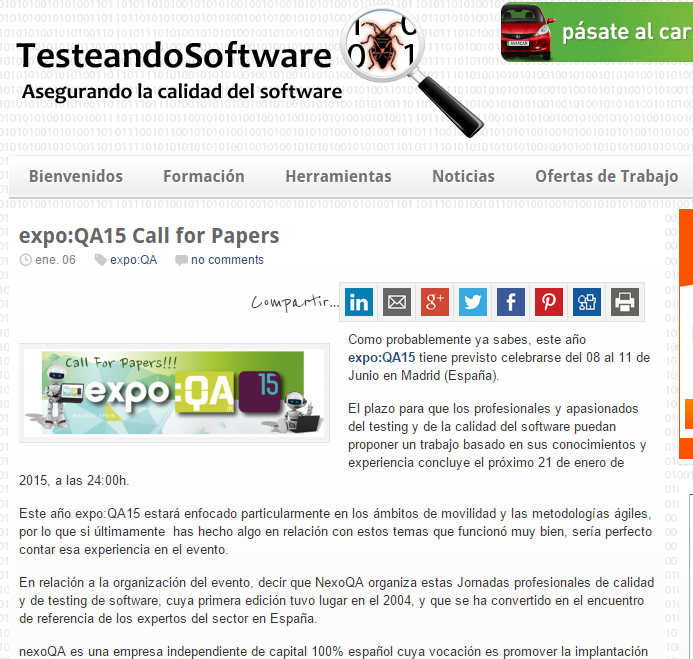 TesteandoSoftware
Asegurando la calidad del software
pásate al car
Bienvenidos Formación Herramientas Noticias Ofertas de Trabajo
expo:QA15 Call for Papers
ene. 06 expo:QA no comments
Compartir...
Call For Papers!!!
expo:QA15
Como probablemente ya sabes, este año
expo:QA15 tiene previsto celebrarse del 08 al 11 de
Junio en Madrid (España).
El plazo para que los profesionales y apasionados
del testing y de la calidad del software puedan
proponer un trabajo basado en sus conocimientos y
experiencia concluye el próximo 21 de enero de
2015, a las 24:00h.
Este año expo:QA15 estará enfocado particularmente en los ámbitos de movilidad y las metodologías ágiles,
por lo que si últimamente has hecho algo en relación con estos temas que funcionó muy bien, sería perfecto
contar esa experiencia en el evento.
En relación a la organización del evento, decir que NexoQA organiza estas Jornadas profesionales de calidad
y de testing de software, cuya primera edición tuvo lugar en el 2004, y que se ha convertido en el encuentro
de referencia de los expertos del sector en España.
nexoQA es una empresa independiente de capital 100% español cuya vocación es promover la implantación